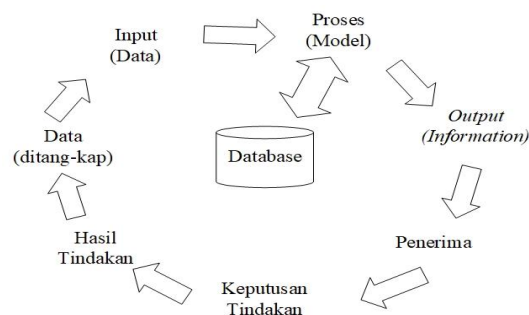 Input
(Data)
Proses
(Model)
Output
(Information)
Penerima
Keputusan
Tindakan
Hasil
Tindakan
Data
(ditang-kap)
Database